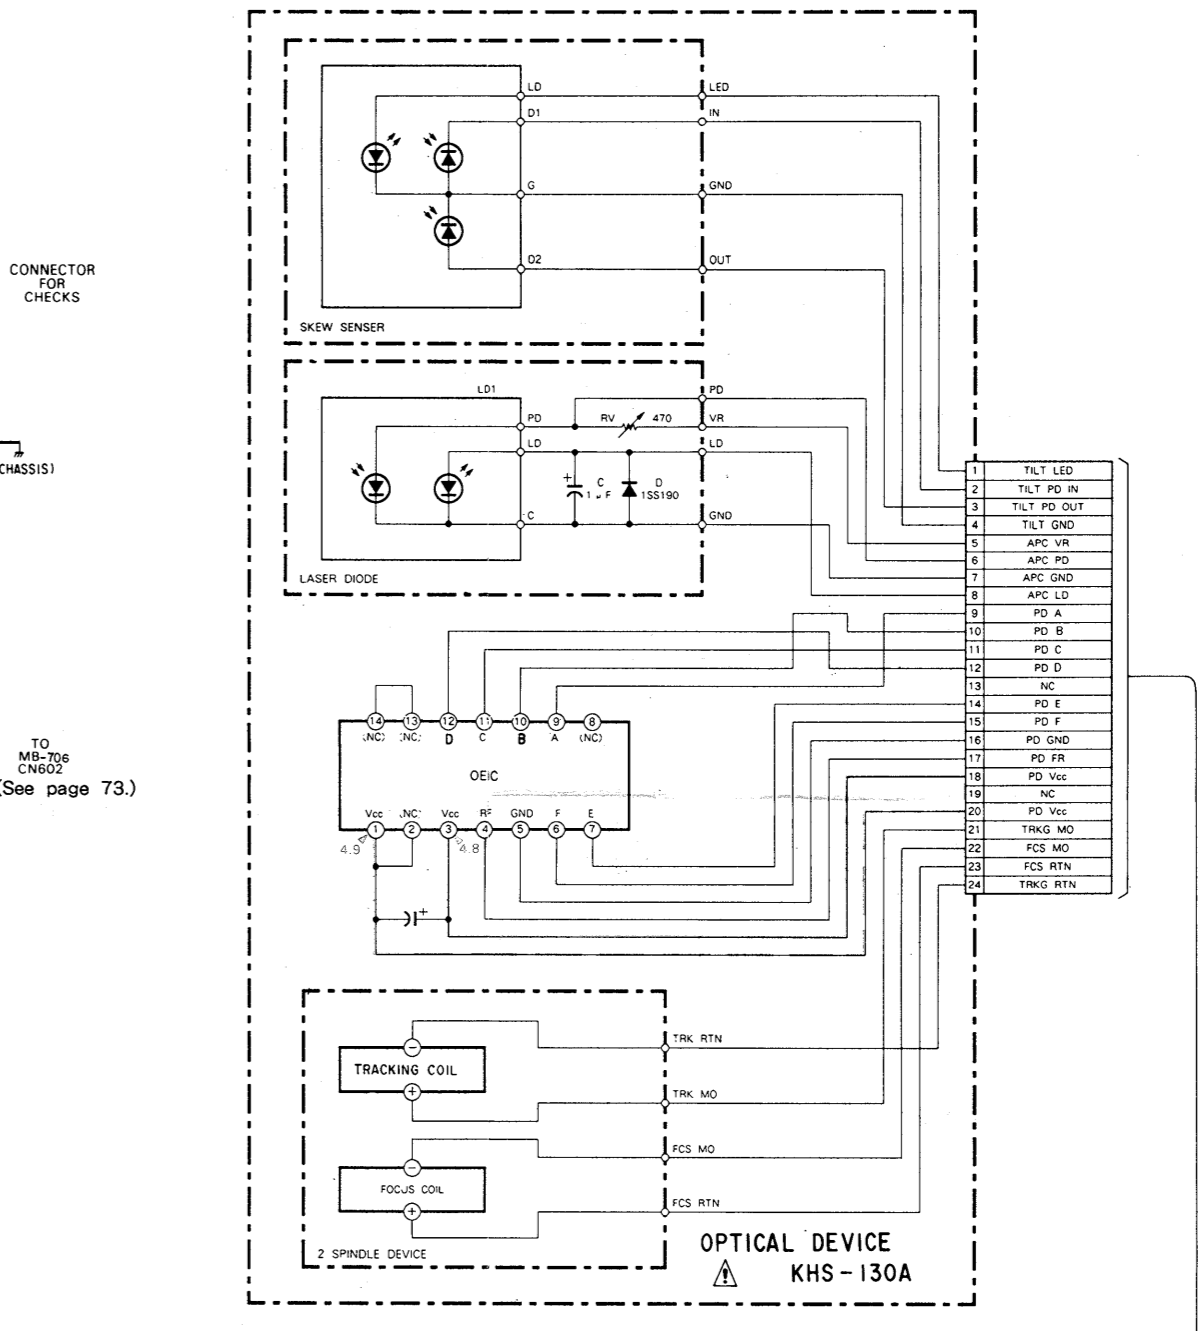 CONNECTOR
FOR
CHECKS
CHASSIS)
TO
MB-706
CN602
(See page 73.)
LD
LED
D1
IN
G
GND
D2
OUT
SKEW SENSER
LD1
PD
PD
RV 470
VR
LD
LD
+
C
1μF
D
1SS190
C
GND
LASER DIODE
1 TILT LED
2 TILT PD IN
3 TILT PD OUT
4 TILT GND
5 APC VR
6 APC PD
7 APC GND
8 APC LD
9 PD A
10 PD B
11 PD C
12 PD D
13 NC
14 PD E
15 PD F
16 PD GND
17 PD FR
18 PD Vcc
19 NC
20 PD Vcc
21 TRKG MO
22 FCS MO
23 FCS RTN
24 TRKG RTN
14 13 12 11 10 9 8
(NC) (NC) D C B A (NC)
OEIC
Vcc (NC) Vcc RF GND F E
1 2 3 4 5 6 7
4.9 4.8
+
TRK RTN
−
TRACKING COIL
+
TRK MO
FCS MO
−
FOCUS COIL
+
FCS RTN
2 SPINDLE DEVICE
OPTICAL DEVICE
KHS-130A